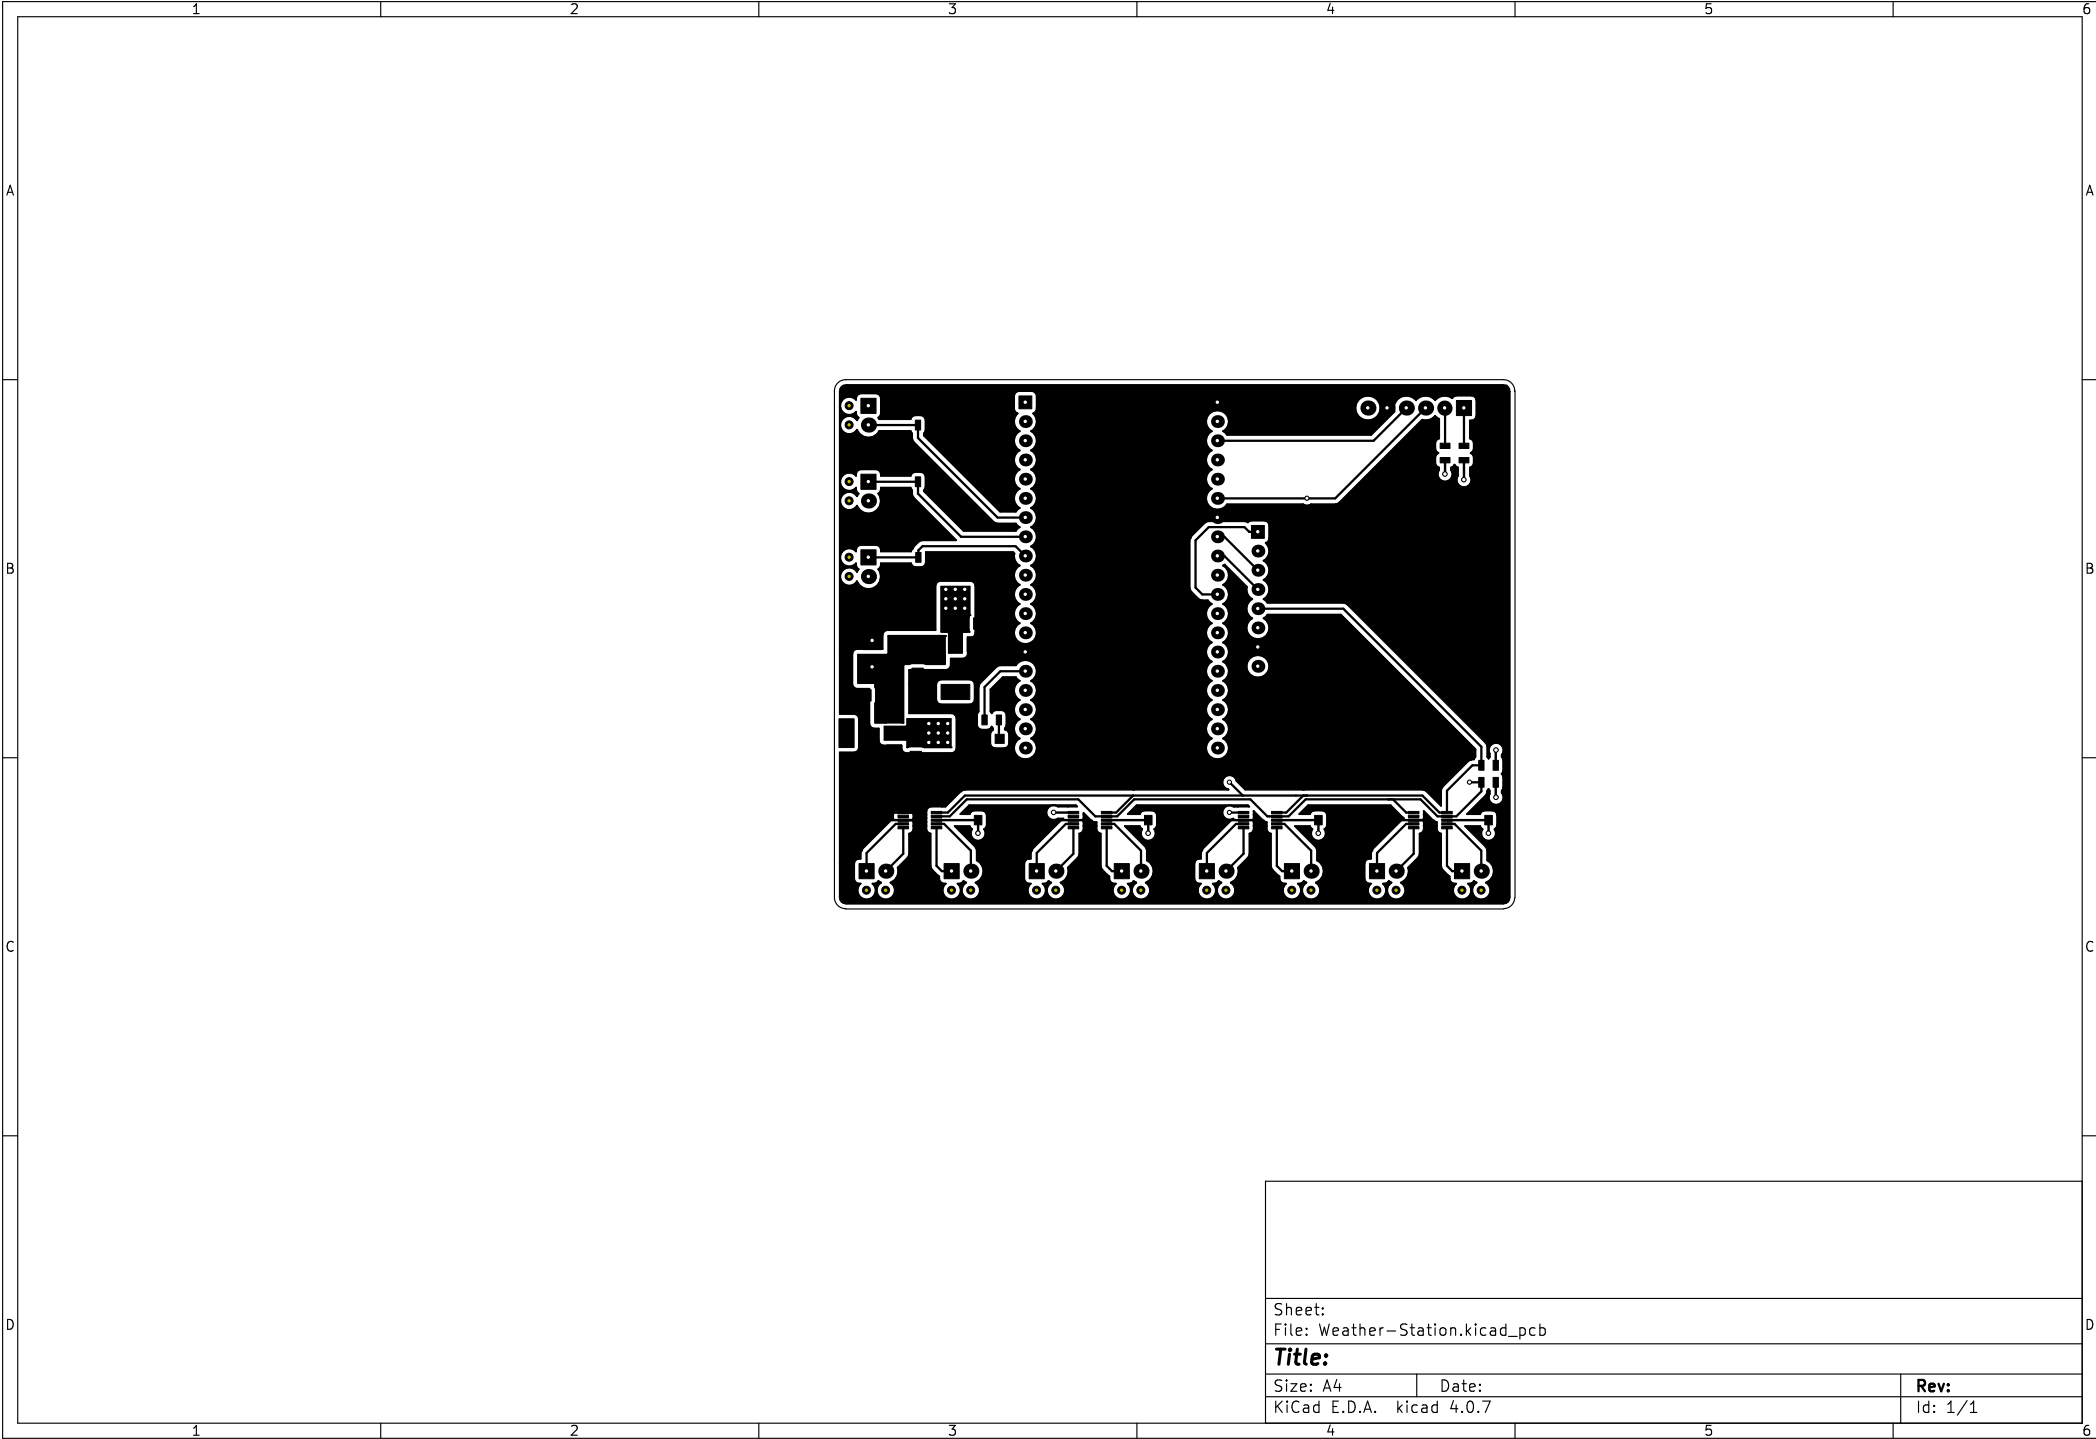 1 2 3 4 5 6
A A
B B
C C
Sheet:
File: Weather-Station.kicad_pcb
D D
Title:
Size: A4 Date: Rev:
KiCad E.D.A. kicad 4.0.7 Id: 1/1
1 2 3 4 5 6